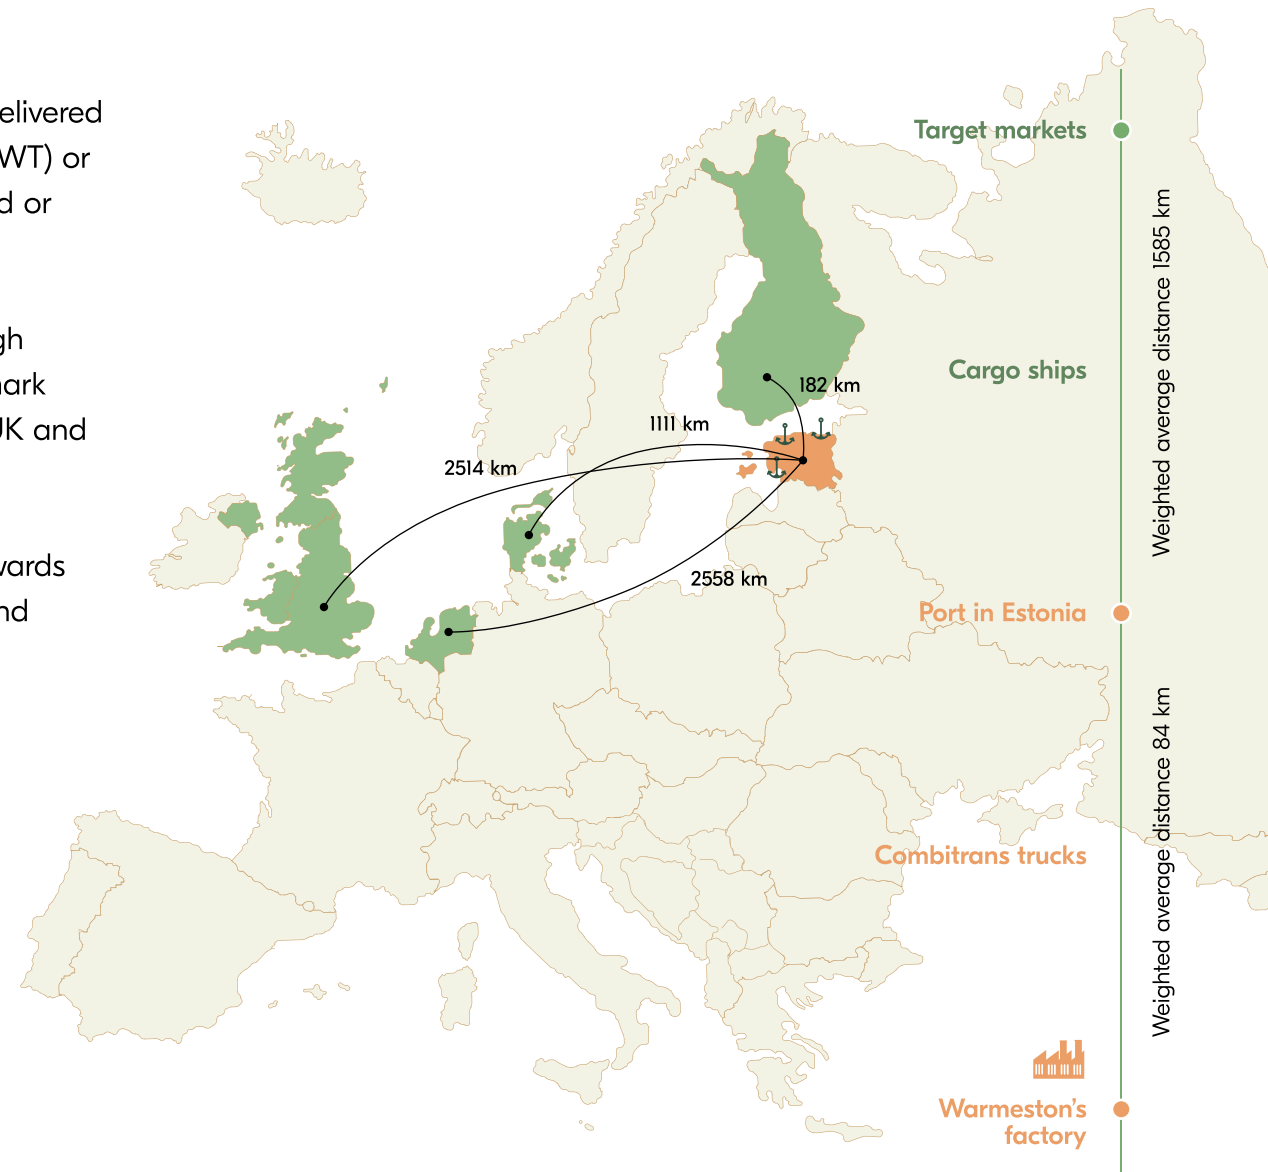 elivered
WT) or
d or
gh
nark
JK and
wards
nd
182 km
1111 km
2514 km
2558 km
Target markets
Weighted average distance 1585 km
Cargo ships
Port in Estonia
Weighted average distance 84 km
Combitrans trucks
Warmeston's
factory